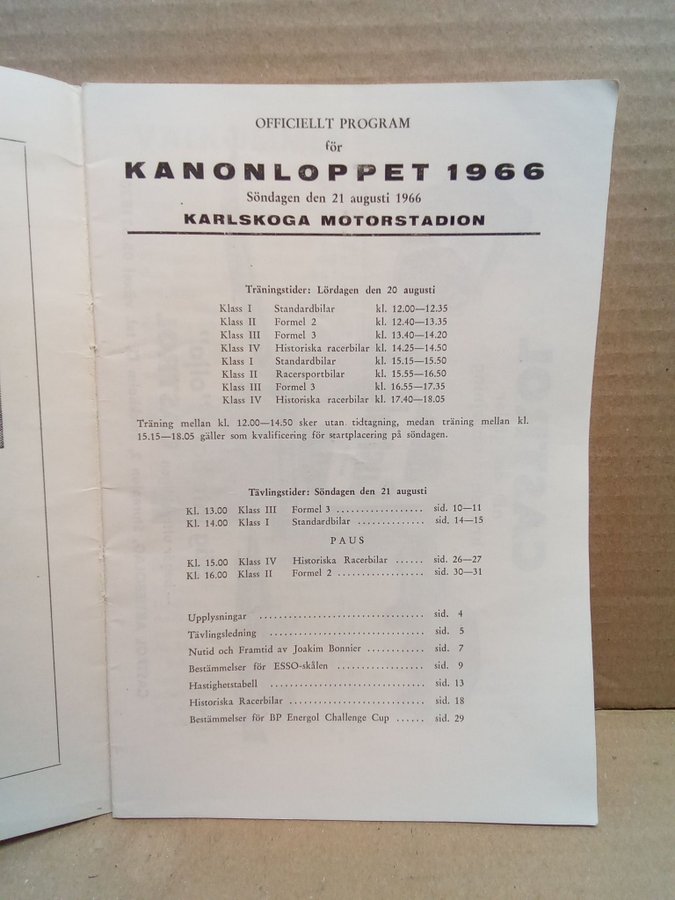 OFFICIELLT PROGRAM
för
KANONLOPPET 1966
Söndagen den 21 augusti 1966
KARLSKOGA MOTORSTADION
Träningstider: Lördagen den 20 augusti
Klass I Standardbilar kl. 12.00—12.35
Klass II Formel 2 kl. 12.40—13.35
Klass III Formel 3 kl. 13.40—14.20
Klass IV Historiska racerbilar kl. 14.25—14.50
Klass I Standardbilar kl. 15.15—15.50
Klass II Racersportbilar kl. 15.55—16.50
Klass III Formel 3 kl. 16.55—17.35
Klass IV Historiska racerbilar kl. 17.40—18.05
Träning mellan kl. 12.00—14.50 sker utan tidtagning, medan träning mellan kl.
15.15—18.05 gäller som kvalificering för startplacering på söndagen.
Tävlingstider: Söndagen den 21 augusti
Kl. 13.00 Klass III Formel 3 .................. sid. 10—11
Kl. 14.00 Klass I Standardbilar .............. sid. 14—15
PAUS
Kl. 15.00 Klass IV Historiska Racerbilar ...... sid. 26—27
Kl. 16.00 Klass II Formel 2 .................. sid. 30—31
Upplysningar .................................. sid. 4
Tävlingsledning ................................ sid. 5
Nutid och Framtid av Joakim Bonnier ............ sid. 7
Bestämmelser för ESSO-skålen .................. sid. 9
Hastighetstabell ................................ sid. 13
Historiska Racerbilar ............................ sid. 18
Bestämmelser för BP Energol Challenge Cup ...... sid. 29